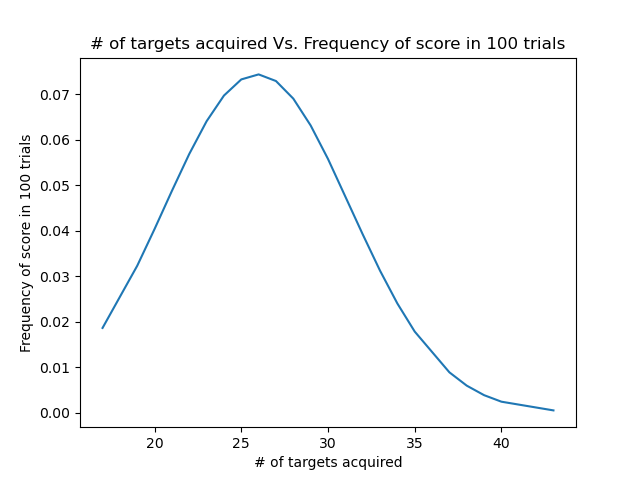 # of targets acquired Vs. Frequency of score in 100 trials
Frequency of score in 100 trials
0.07
0.06
0.05
0.04
0.03
0.02
0.01
0.00
20 25 30 35 40
# of targets acquired